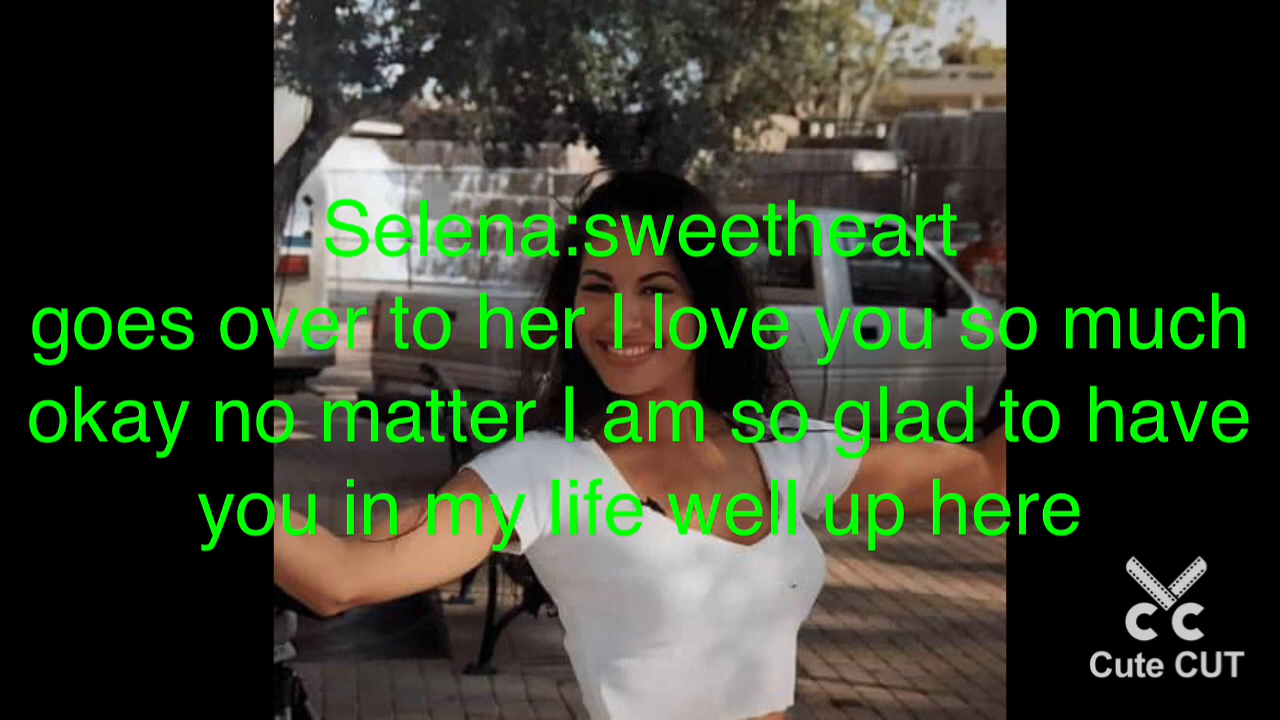 Selena:sweetheart
goes over to her I love you so much
okay no matter I am so glad to have
you in my life well up here
CC
Cute CUT